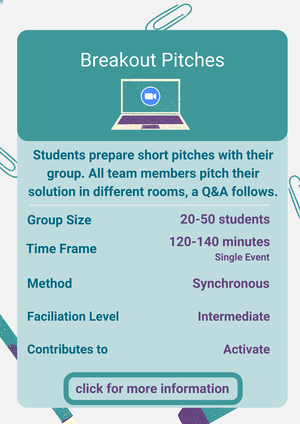 Breakout Pitches
Students prepare short pitches with their
group. All team members pitch their
solution in different rooms, a Q&A follows.
Group Size 20-50 students
Time Frame 120-140 minutes
Single Event
Method Synchronous
Faciliation Level Intermediate
Contributes to Activate
click for more information